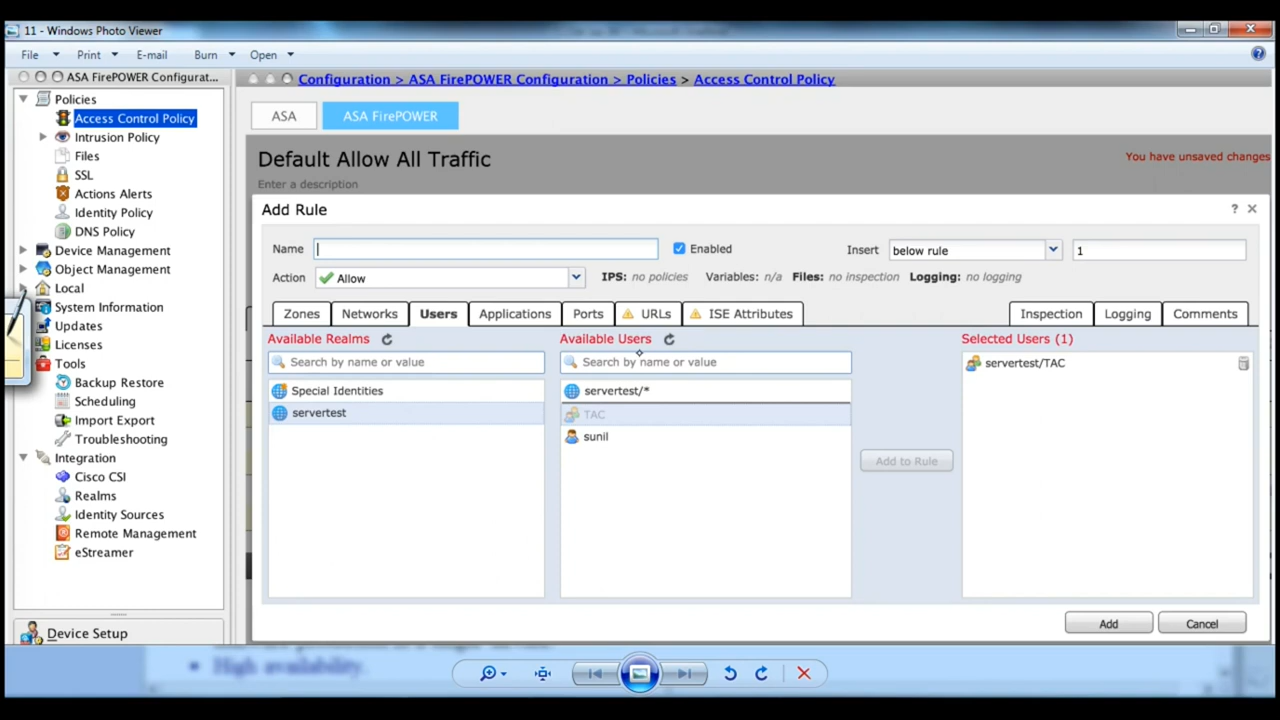 11 - Windows Photo Viewer
File Print E-mail Burn Open
ASA FirePOWER Configurat...
Configuration > ASA FirePOWER Configuration > Policies > Access Control Policy
Policies
Access Control Policy
Intrusion Policy
Files
SSL
Actions Alerts
Identity Policy
DNS Policy
Device Management
Object Management
Local
System Information
Updates
Licenses
Tools
Backup Restore
Scheduling
Import Export
Troubleshooting
Integration
Cisco CSI
Realms
Identity Sources
Remote Management
eStreamer
Device Setup
ASA ASA FirePOWER
Default Allow All Traffic
You have unsaved changes
Enter a description
Add Rule
Name Enabled Insert below rule 1
Action Allow IPS: no policies Variables: n/a Files: no inspection Logging: no logging
Zones Networks Users Applications Ports URLs ISE Attributes Inspection Logging Comments
Available Realms Available Users Selected Users (1)
Search by name or value Search by name or value servertest/TAC
Special Identities servertest/*
servertest TAC
sunil
Add to Rule
Add Cancel
• High availability.